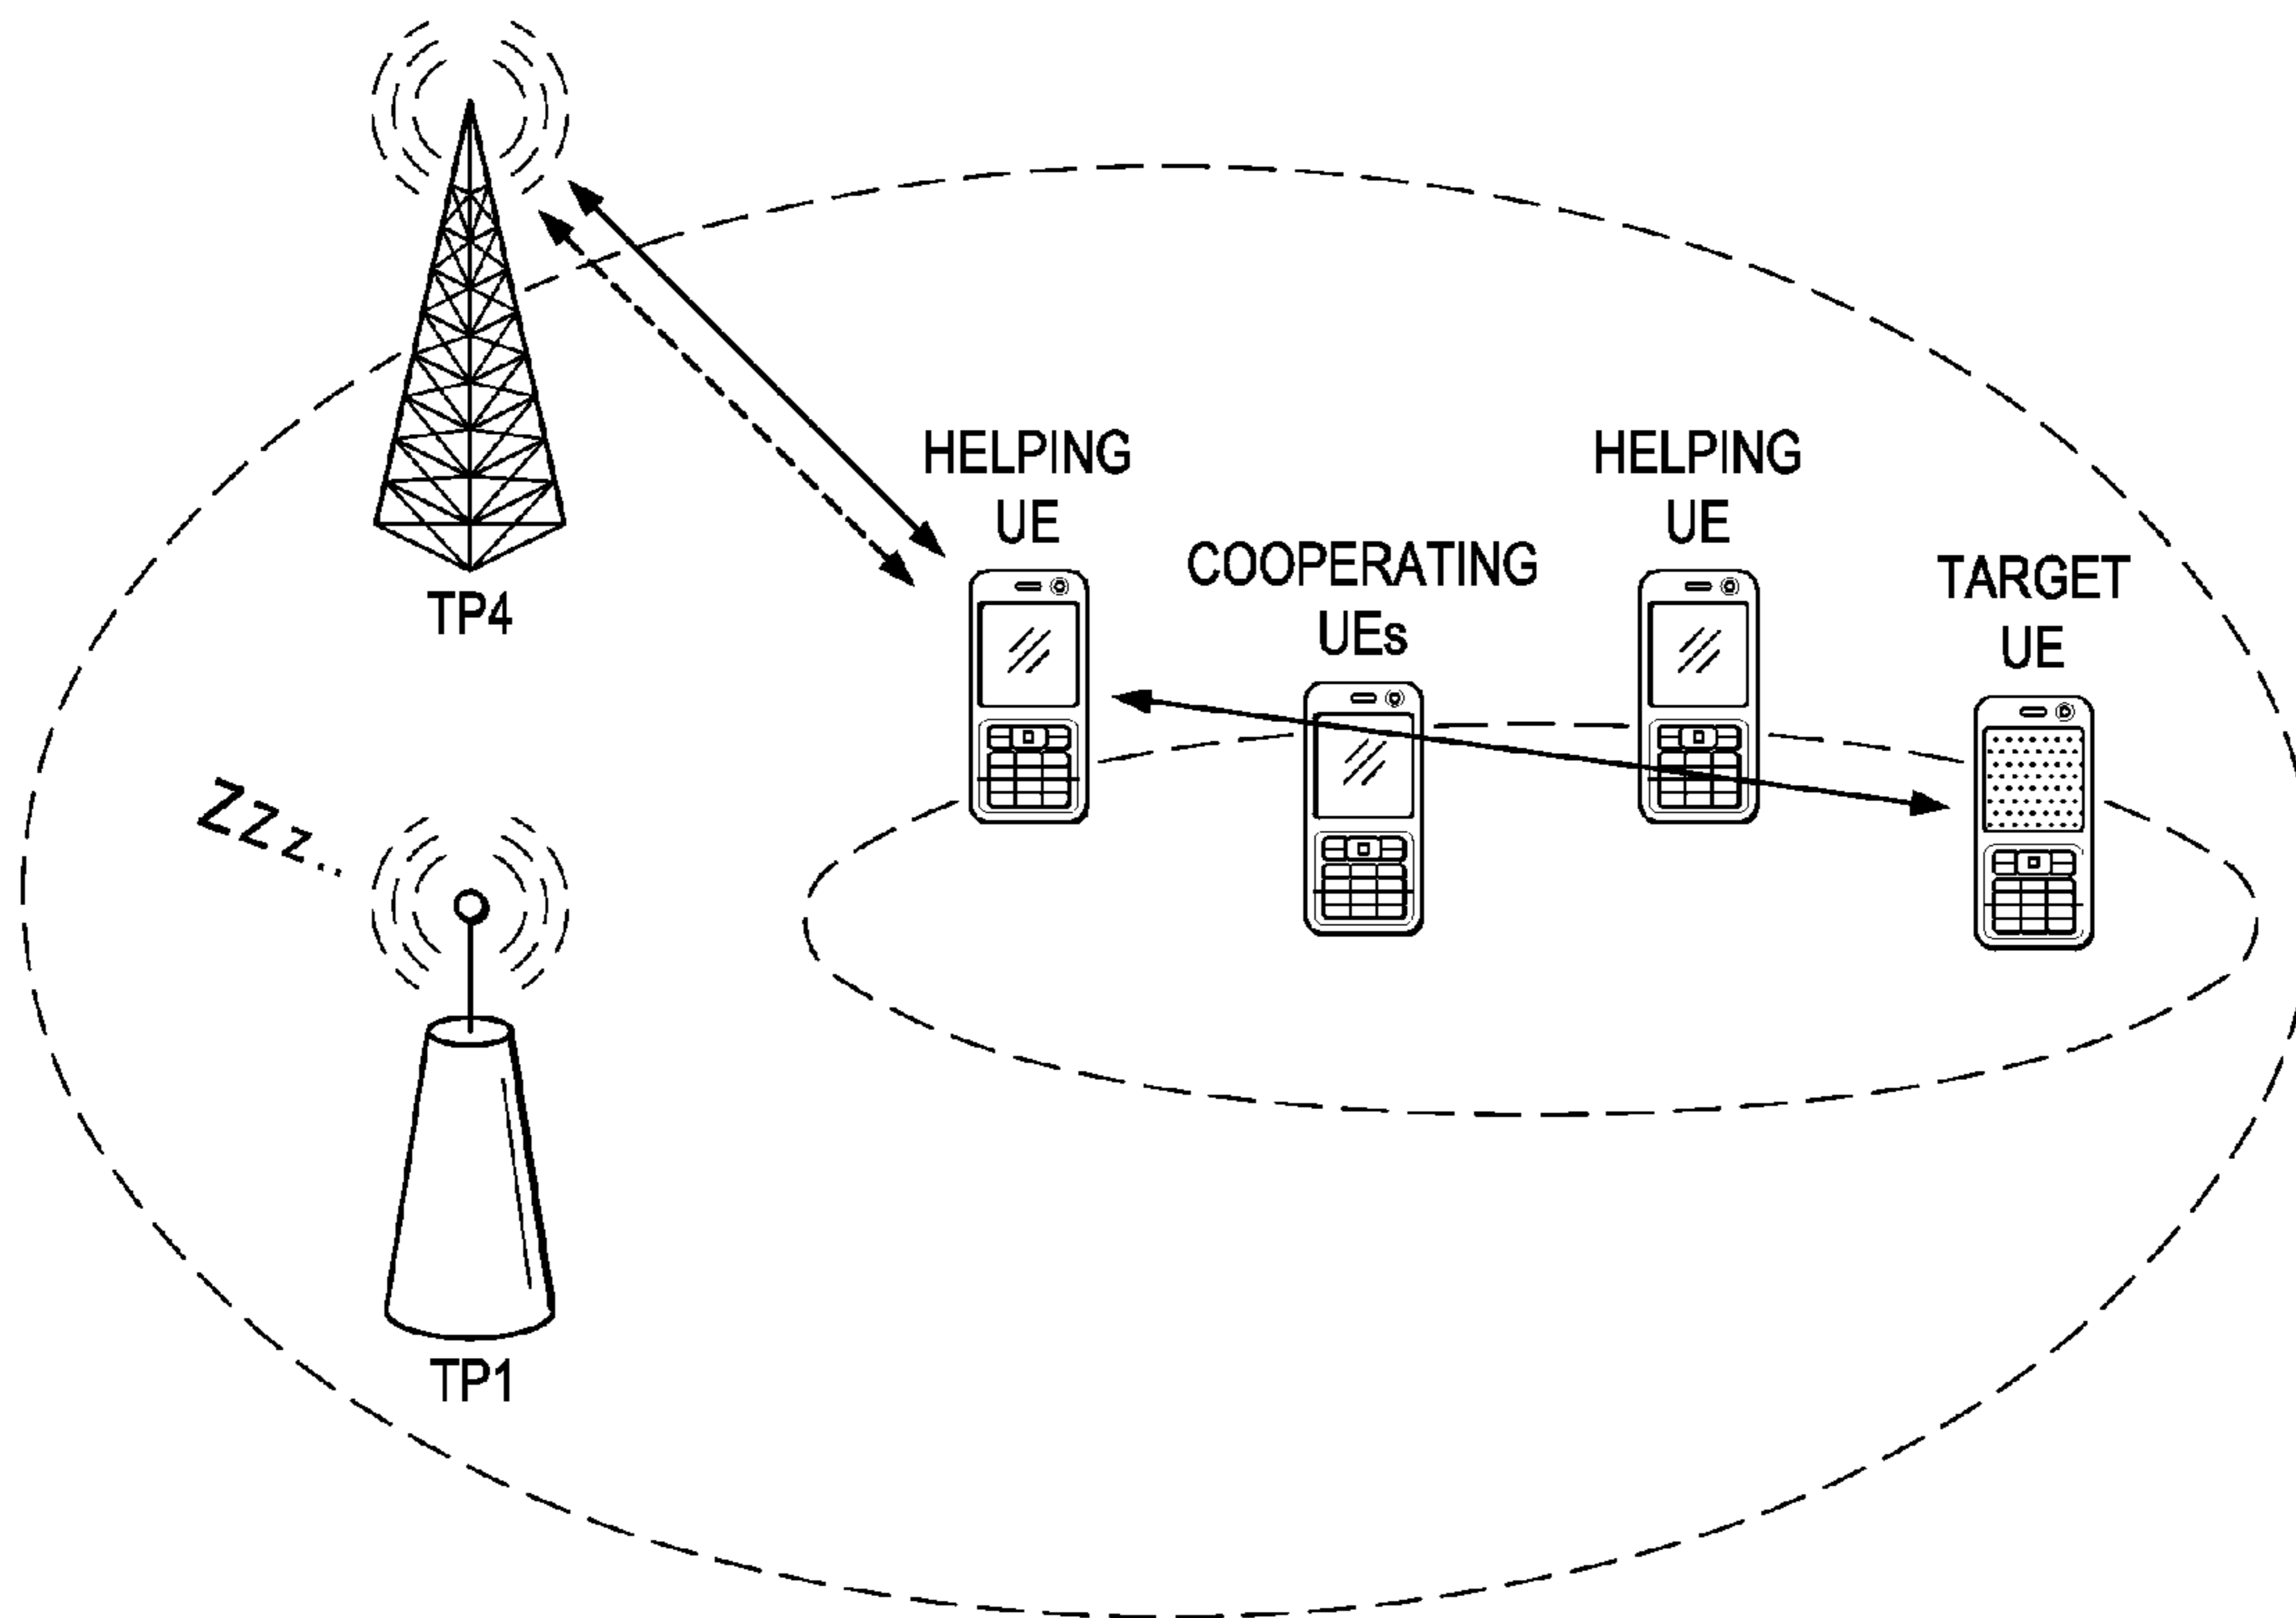 HELPING
UE
HELPING
UE
COOPERATING
UEs
TARGET
UE
TP4
ZZz..
TP1